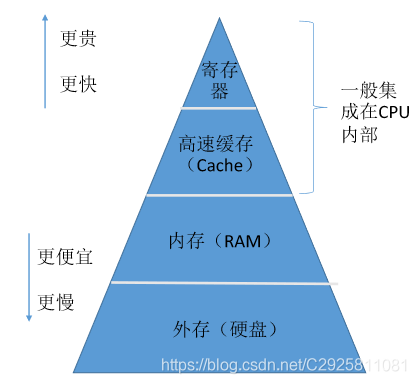 更贵
更快
寄存
器
一般集
成在CPU
内部
高速缓存
（Cache）
内存（RAM）
更便宜
更慢
外存（硬盘）
https://blog.csdn.net/C2925811081